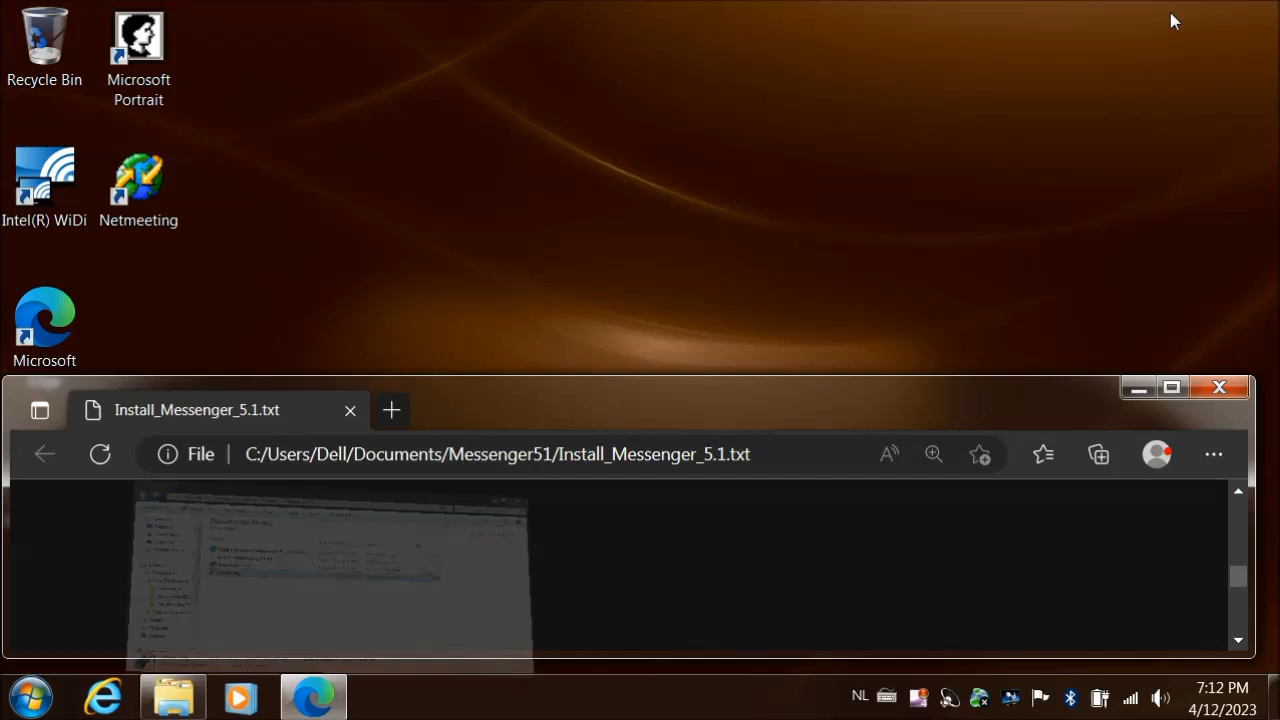 Recycle Bin
Microsoft
Portrait
Intel(R) WiDi
Netmeeting
Microsoft
Install_Messenger_5.1.txt
File
C:/Users/Dell/Documents/Messenger51/Install_Messenger_5.1.txt
NL
7:12 PM
4/12/2023